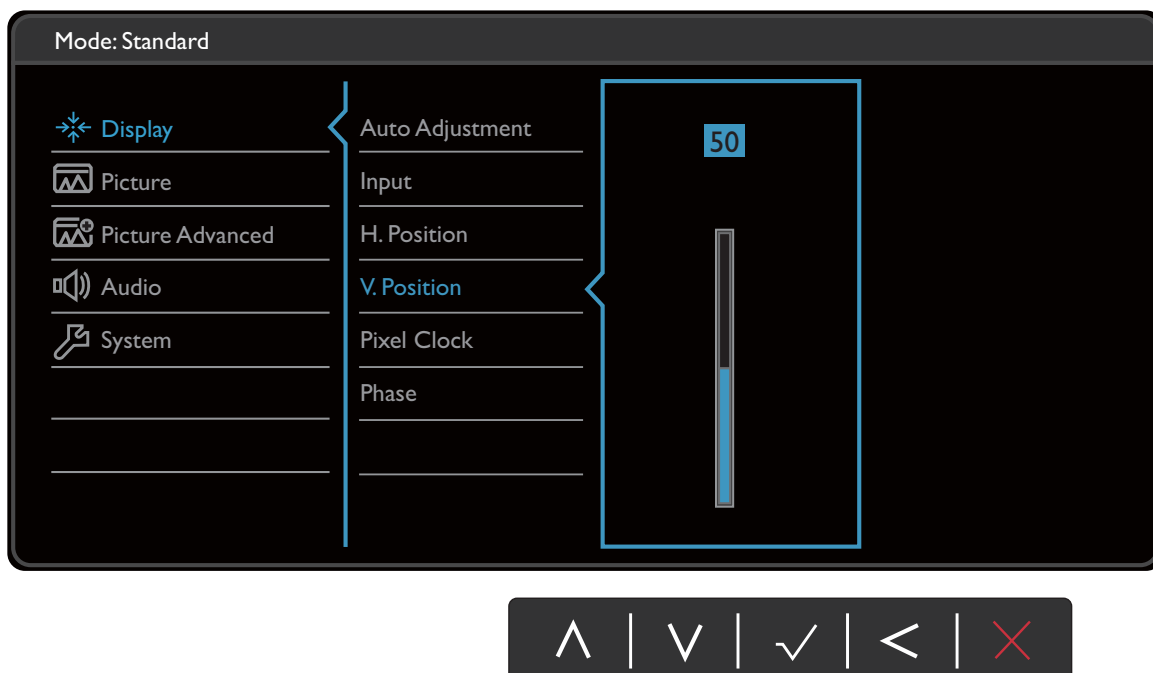 Mode: Standard
Display
Picture
Picture Advanced
Audio
System
Auto Adjustment
Input
H. Position
V. Position
Pixel Clock
Phase
50